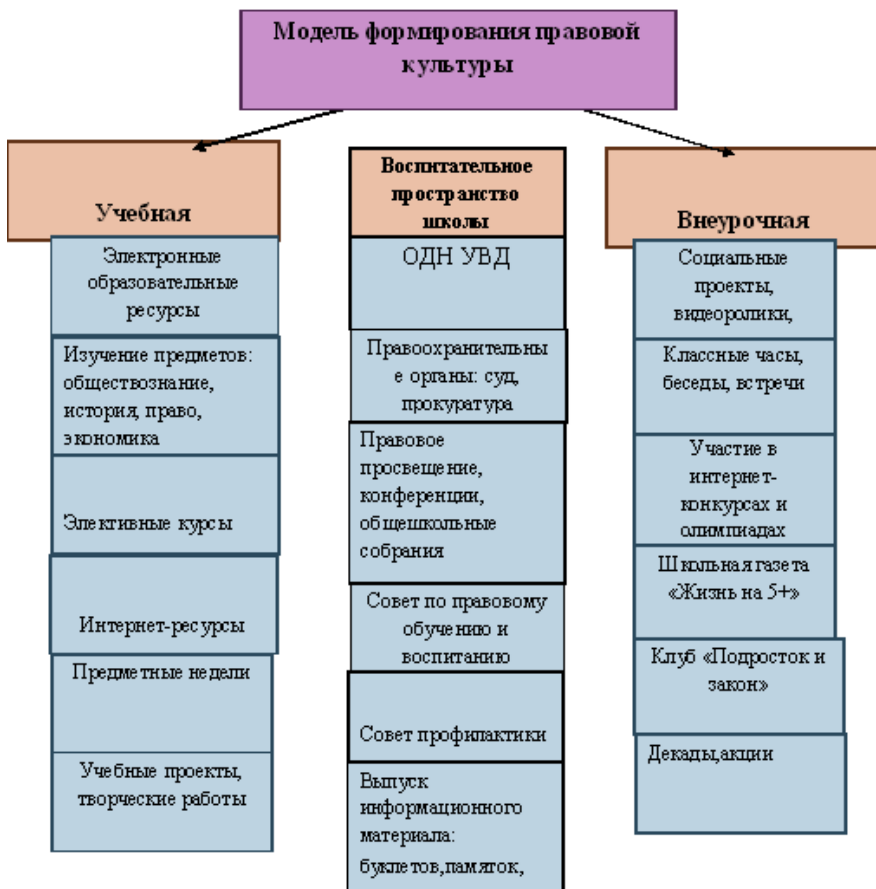 Модель формирования правовой
культуры
Учебная
Электронные
образовательные
ресурсы
Изучение предметов:
обществознание,
история, право,
экономика
Элективные курсы
Интернет-ресурсы
Предметные недели
Учебные проекты,
творческие работы
Воспитательное
пространство
школы
ОДН УВД
Правоохранительны
е органы: суд,
прокуратура
Правовое
просвещение,
конференции,
общешкольные
собрания
Совет по правовому
обучению и
воспитанию
Совет профилактики
Выпуск
информационного
материала:
буклетов,памяток,
Внеурочная
Социальные
проекты,
видеоролики,
Классные часы,
беседы, встречи
Участие в
интернет-
конкурсах и
олимпиадах
Школьная газета
«Жизнь на 5+»
Клуб «Подросток и
закон»
Декады,акции